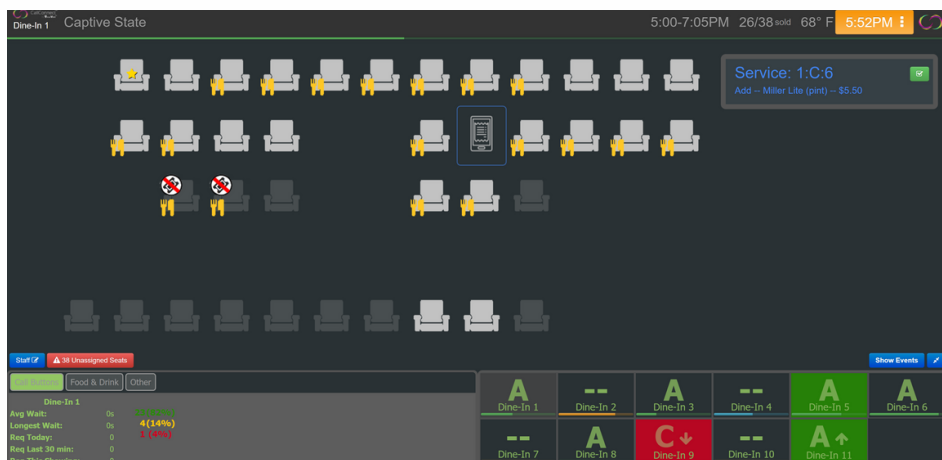 Dine-In 1 Captive State 5:00-7:05PM 26/38 sold 68° F 5:52PM
Service: 1:C:6
Add -- Miller Lite (pint) -- $5.50
Staff 38 Unassigned Seats Show Events
Call Buttons Food & Drink Other
Dine-In 1
Avg Wait: 0s
Longest Wait: 0s 4(14%)
Req Today: 0 1 (4%)
Req Last 30 min: 0
A -- A -- A A
Dine-In 1 Dine-In 2 Dine-In 3 Dine-In 4 Dine-In 5 Dine-In 6
-- A C -- A
Dine-In 7 Dine-In 8 Dine-In 9 Dine-In 10 Dine-In 11